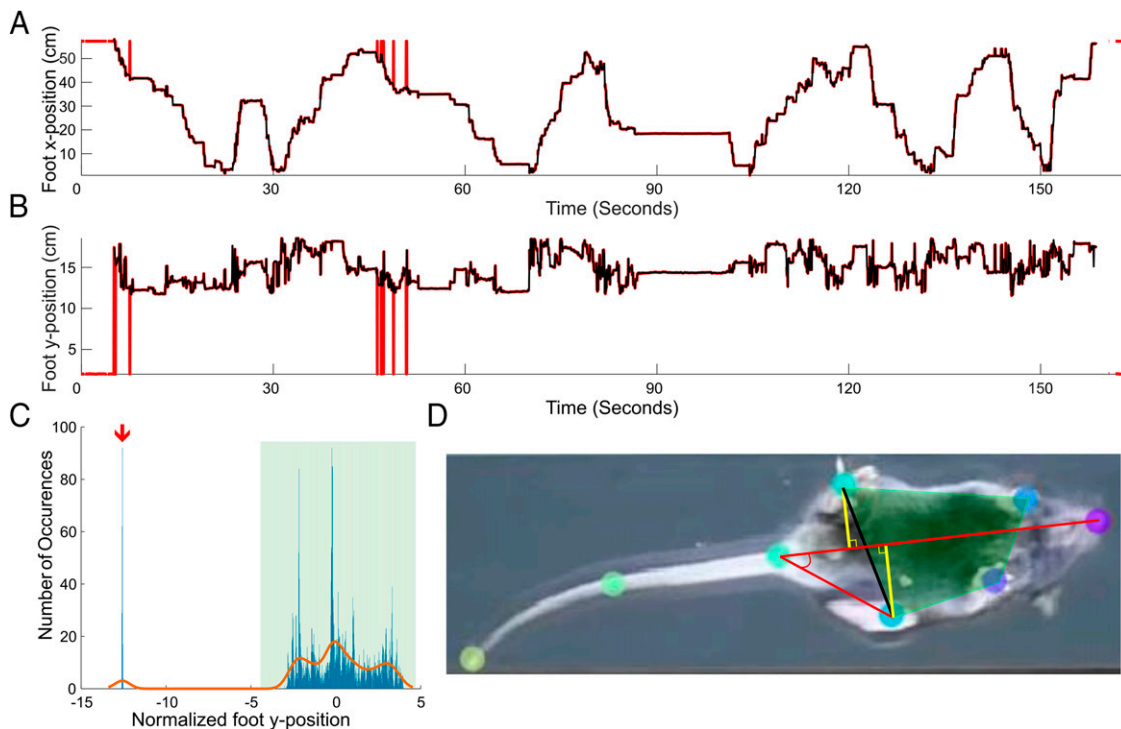 A
Foot x-position (cm)
50
40
30
20
10
0 30 60 90 120 150
Time (Seconds)
B
Foot y-position (cm)
15
10
5
0 30 60 90 120 150
Time (Seconds)
C
Number of Occurences
100
80
60
40
20
0
-15 -10 -5 0 5
Normalized foot y-position
D